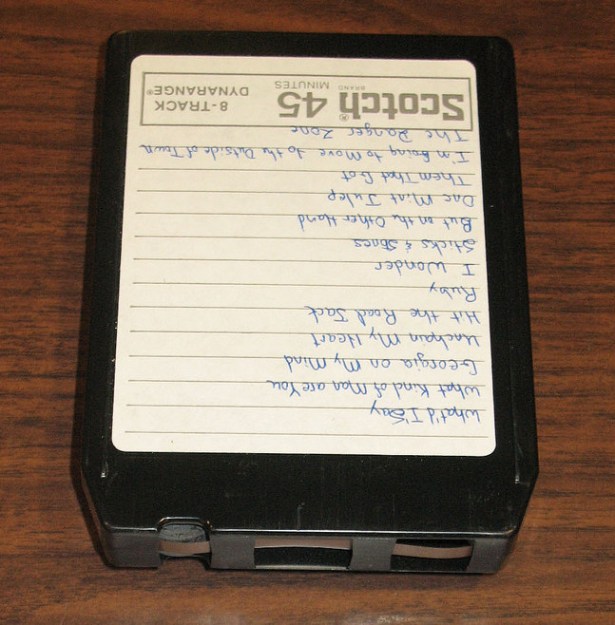 What'd I Say
What Kind of Man are You
Georgia on My Mind
Unchain My Heart
Hit the Road Jack
Ruby
I Wonder
Sticks & Stones
But on the Other Hand
One Mint Julep
Them That Got
I'm Going to Move to the Outside of Town
The Danger Zone
Scotch® BRAND 45 MINUTES
8-TRACK
DYNARANGE®